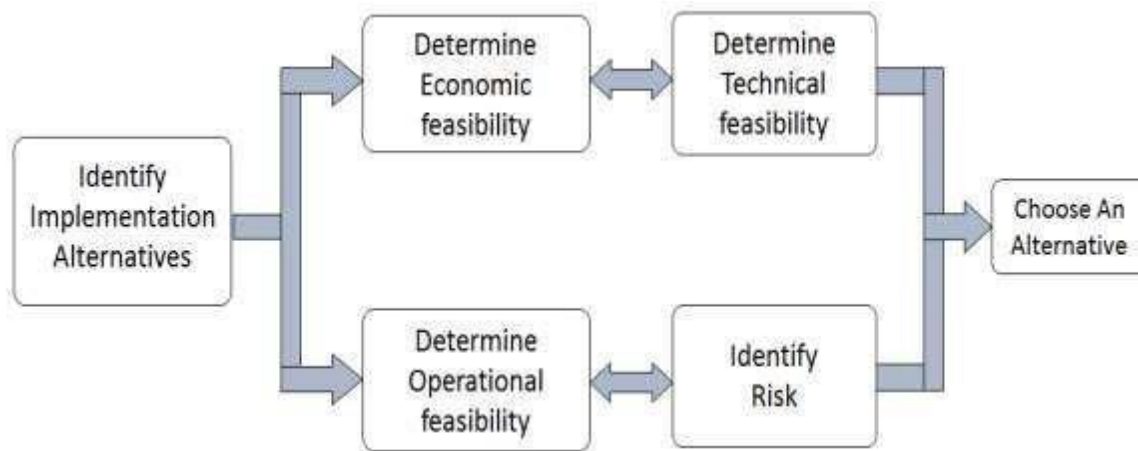 Identify
Implementation
Alternatives
Determine
Economic
feasibility
Determine
Technical
feasibility
Determine
Operational
feasibility
Identify
Risk
Choose An
Alternative